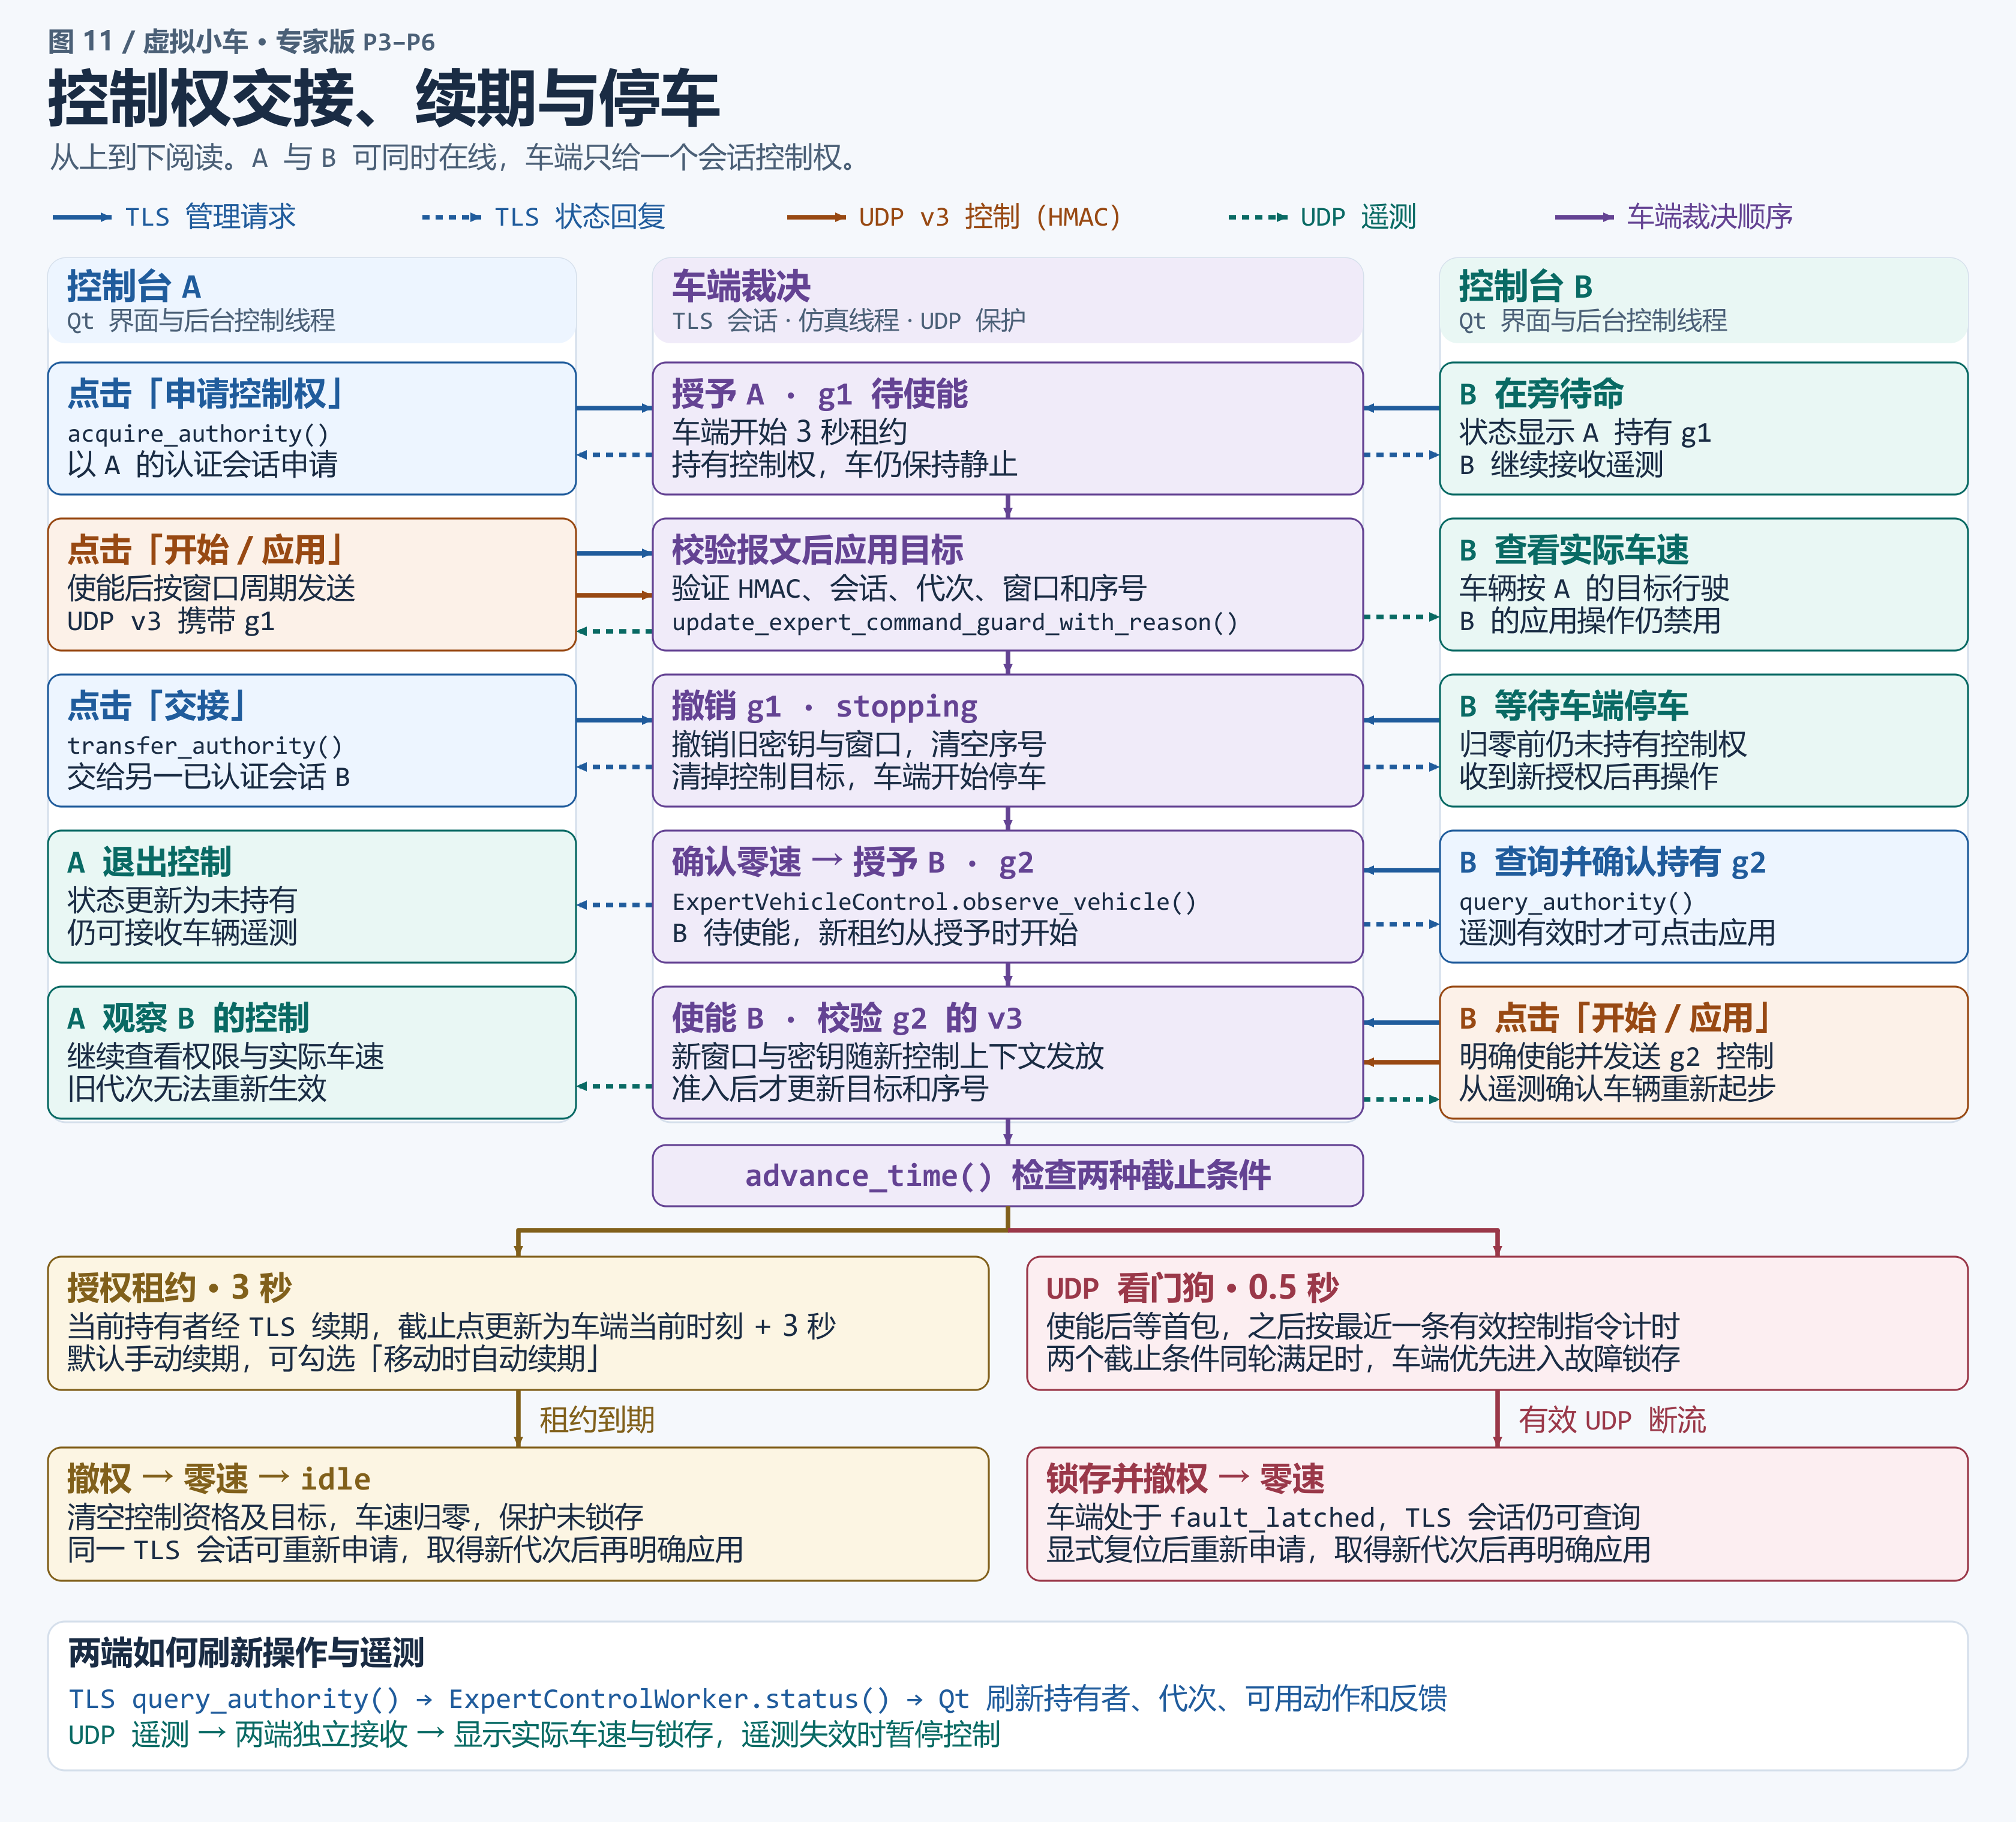 图 11 / 虚拟小车 • 专家版 P3–P6
控制权交接、续期与停车
从上到下阅读。A 与 B 可同时在线，车端只给一个会话控制权。
TLS 管理请求
TLS 状态回复
UDP v3 控制 (HMAC)
UDP 遥测
车端裁决顺序
控制台 A
Qt 界面与后台控制线程
车端裁决
TLS 会话 · 仿真线程 · UDP 保护
控制台 B
Qt 界面与后台控制线程
点击「申请控制权」
acquire_authority()
以 A 的认证会话申请
授予 A · g1 待使能
车端开始 3 秒租约
持有控制权，车仍保持静止
B 在旁待命
状态显示 A 持有 g1
B 继续接收遥测
点击「开始 / 应用」
使能后按窗口周期发送
UDP v3 携带 g1
校验报文后应用目标
验证 HMAC、会话、代次、窗口和序号
update_expert_command_guard_with_reason()
B 查看实际车速
车辆按 A 的目标行驶
B 的应用操作仍禁用
点击「交接」
transfer_authority()
交给另一已认证会话 B
撤销 g1 · stopping
撤销旧密钥与窗口，清空序号
清掉控制目标，车端开始停车
B 等待车端停车
归零前仍未持有控制权
收到新授权后再操作
A 退出控制
状态更新为未持有
仍可接收车辆遥测
确认零速 → 授予 B · g2
ExpertVehicleControl.observe_vehicle()
B 待使能，新租约从授予时开始
B 查询并确认持有 g2
query_authority()
遥测有效时才可点击应用
A 观察 B 的控制
继续查看权限与实际车速
旧代次无法重新生效
使能 B · 校验 g2 的 v3
新窗口与密钥随新控制上下文发放
准入后才更新目标和序号
B 点击「开始 / 应用」
明确使能并发送 g2 控制
从遥测确认车辆重新起步
advance_time() 检查两种截止条件
授权租约 • 3 秒
当前持有者经 TLS 续期，截止点更新为车端当前时刻 + 3 秒
默认手动续期，可勾选「移动时自动续期」
UDP 看门狗 • 0.5 秒
使能后等首包，之后按最近一条有效控制指令计时
两个截止条件同轮满足时，车端优先进入故障锁存
租约到期
有效 UDP 断流
撤权 → 零速 → idle
清空控制资格及目标，车速归零，保护未锁存
同一 TLS 会话可重新申请，取得新代次后再明确应用
锁存并撤权 → 零速
车端处于 fault_latched，TLS 会话仍可查询
显式复位后重新申请，取得新代次后再明确应用
两端如何刷新操作与遥测
TLS query_authority() → ExpertControlWorker.status() → Qt 刷新持有者、代次、可用动作和反馈
UDP 遥测 → 两端独立接收 → 显示实际车速与锁存，遥测失效时暂停控制